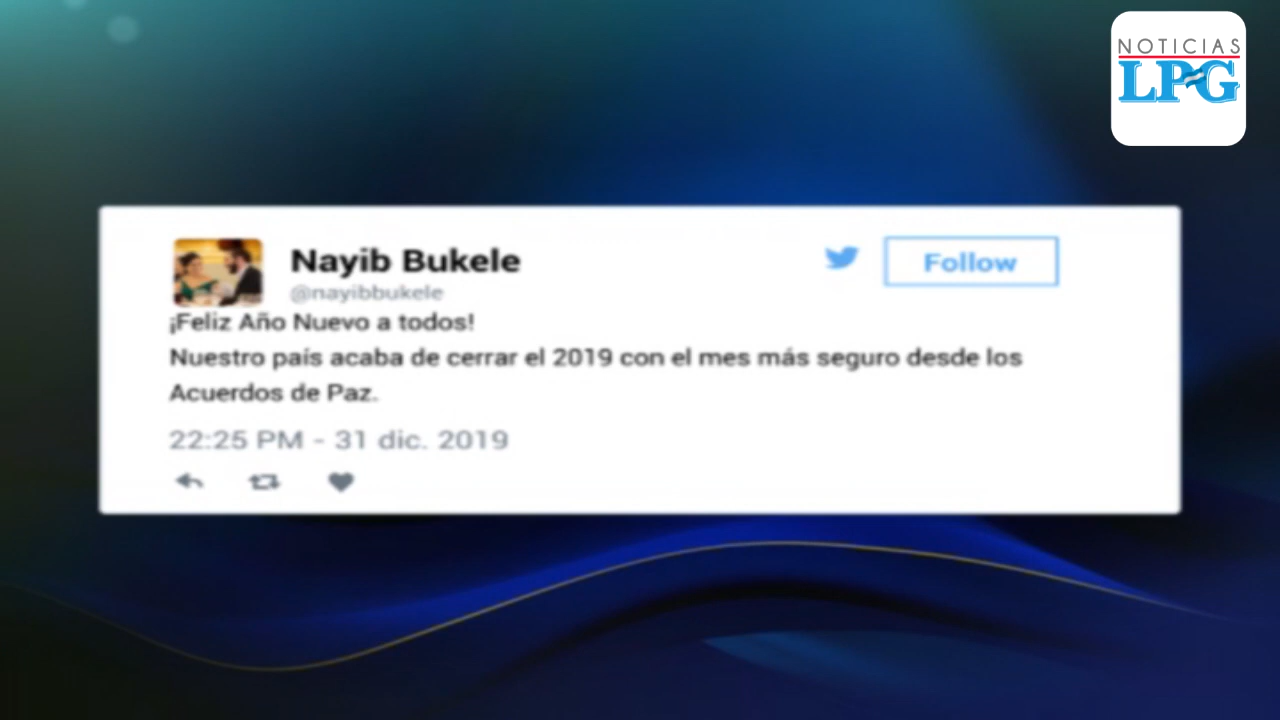 NOTICIAS
LPG
Nayib Bukele
Follow
@nayibbukele
¡Feliz Año Nuevo a todos!
Nuestro país acaba de cerrar el 2019 con el mes más seguro desde los
Acuerdos de Paz.
22:25 PM - 31 dic. 2019